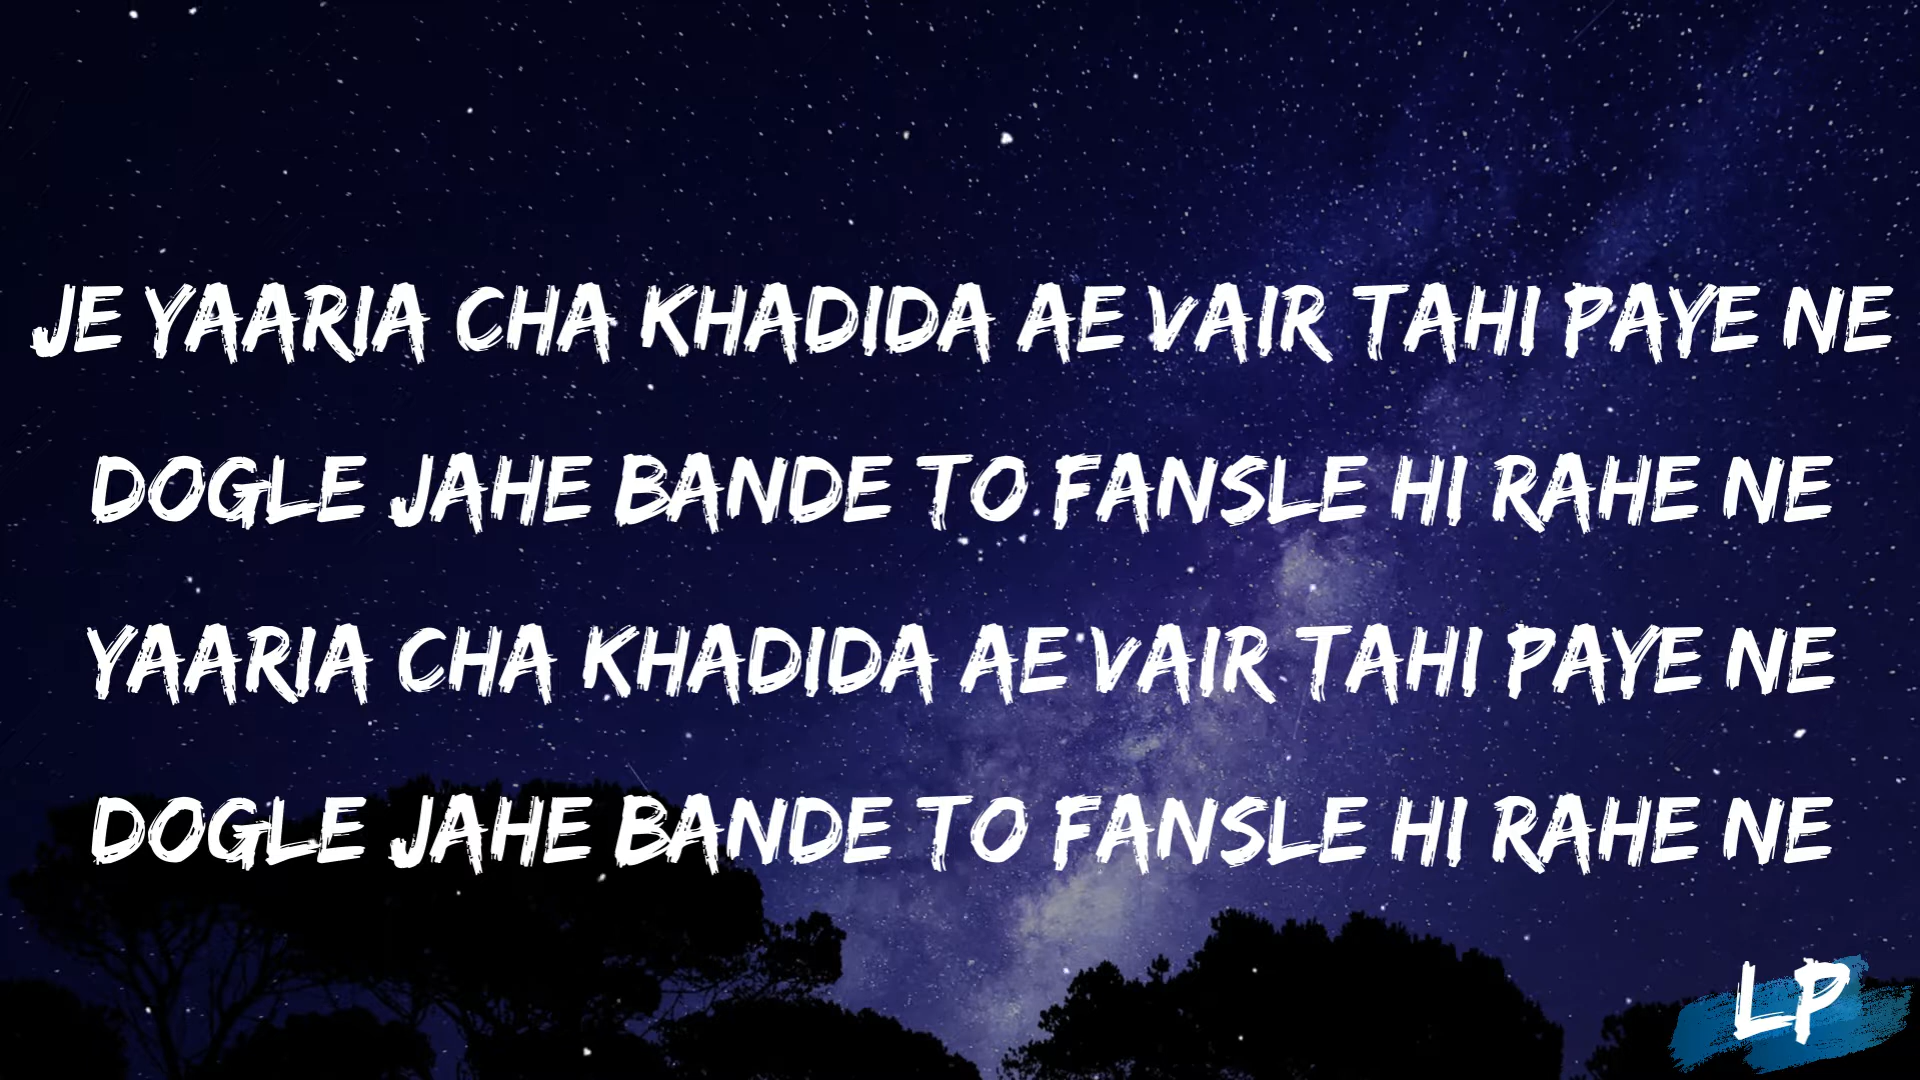 JE YAARIA CHA KHADIDA AE VAIR TAHI PAYE NE
DOGLE JAHE BANDE TO FANSLE HI RAHE NE
YAARIA CHA KHADIDA AE VAIR TAHI PAYE NE
DOGLE JAHE BANDE TO FANSLE HI RAHE NE
LP